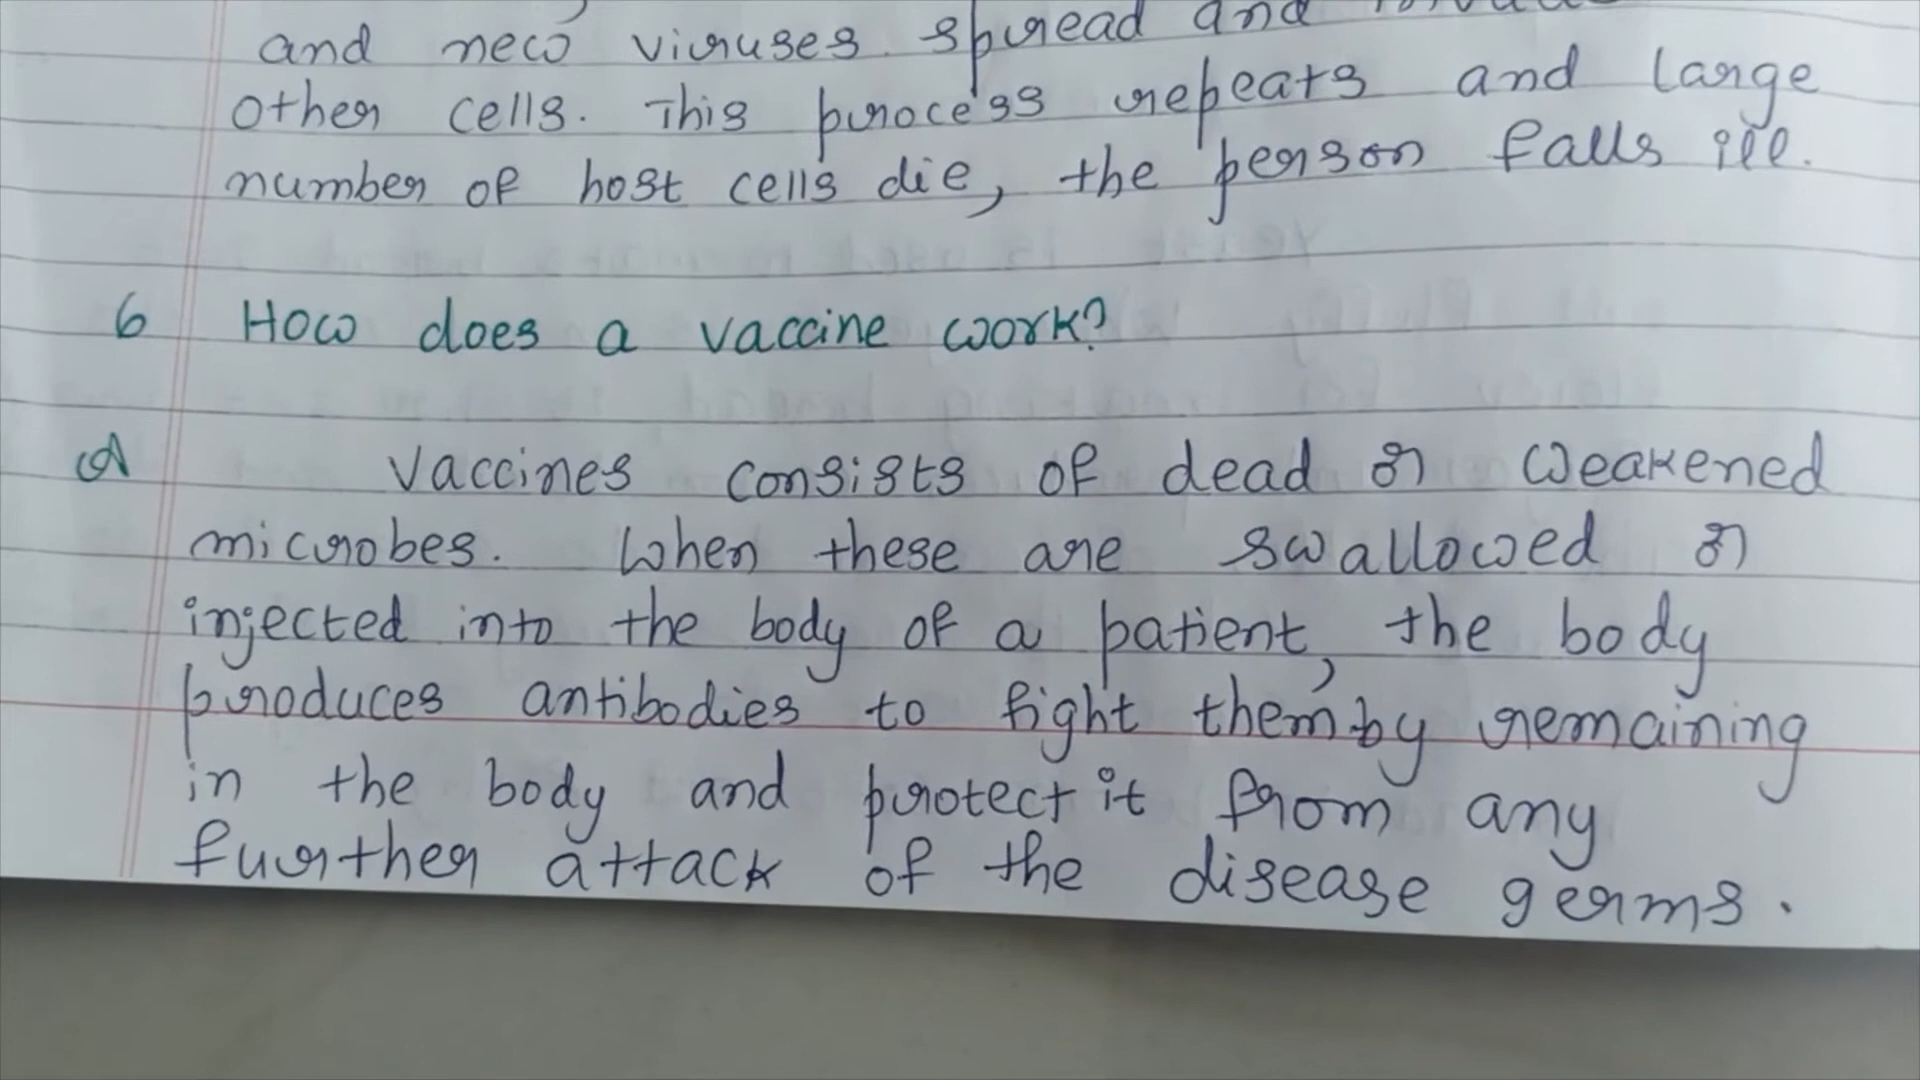 and new viruses spread and
other cells. This process repeats and large
number of host cells die, the person falls ill.
6 How does a vaccine work?
A Vaccines consists of dead or weakened
microbes. When these are swallowed or
injected into the body of a patient, the body
produces antibodies to fight them by remaining
in the body and protect it from any
further attack of the disease germs.